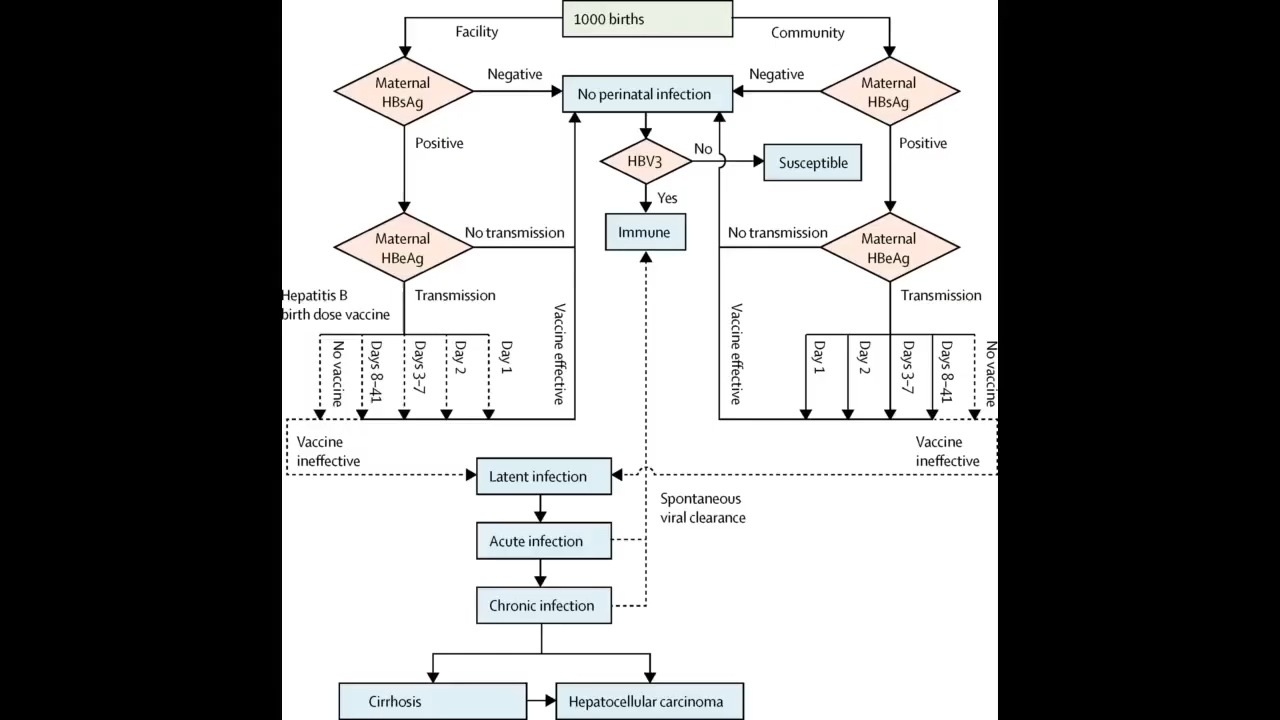 1000 births
Facility
Community
Maternal
HBsAg
Negative
No perinatal infection
Negative
Maternal
HBsAg
Positive
HBV3
No
Susceptible
Positive
Yes
Maternal
HBeAg
No transmission
Immune
No transmission
Maternal
HBeAg
Hepatitis B
birth dose vaccine
Transmission
Transmission
No vaccine
Days 8–41
Days 3–7
Day 2
Day 1
Vaccine effective
Vaccine effective
Day 1
Day 2
Days 3–7
Days 8–41
No vaccine
Vaccine
ineffective
Vaccine
ineffective
Latent infection
Spontaneous
viral clearance
Acute infection
Chronic infection
Cirrhosis
Hepatocellular carcinoma